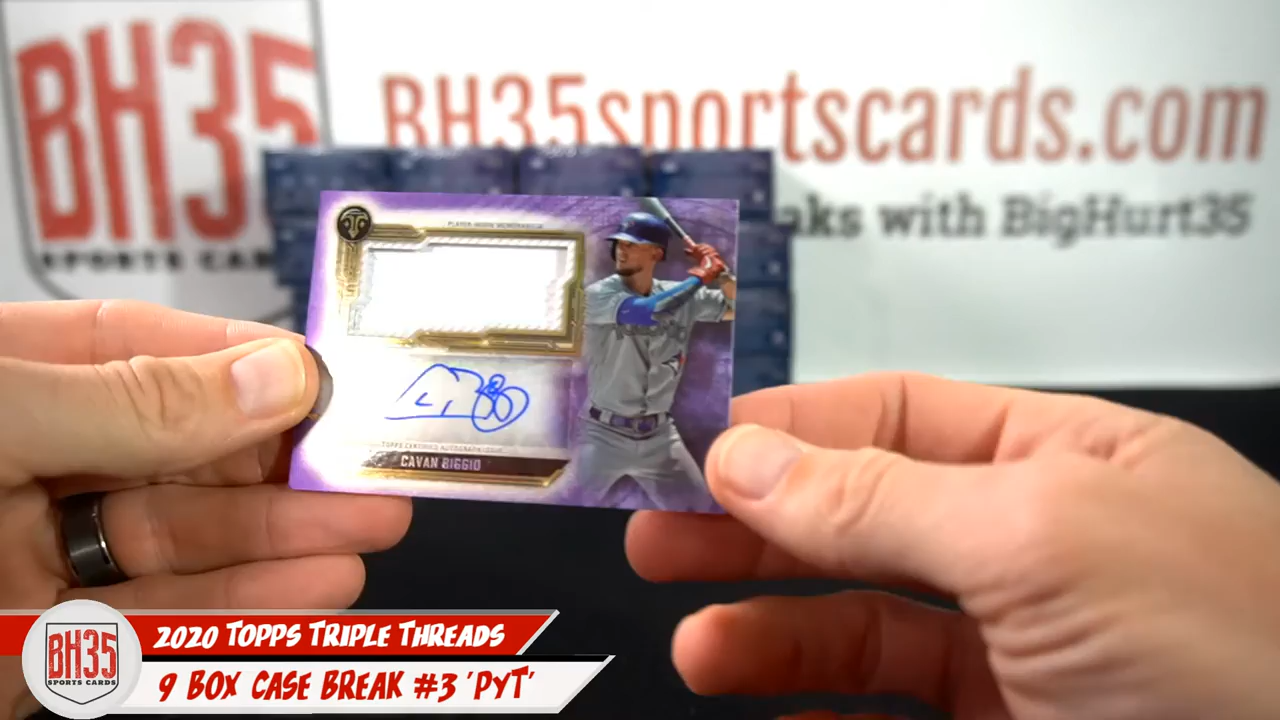 BH35
SPORTS CAR
BH35sportscards.com
aks with BigHurt35
PLAYER-WORN MEMORABILIA
TOPPS CERTIFIED AUTOGRAPH ISSUE
CAVAN BIGGIO
BH35
SPORTS CARDS
2020 TOPPS TRIPLE THREADS
9 BOX CASE BREAK #3 'PYT'